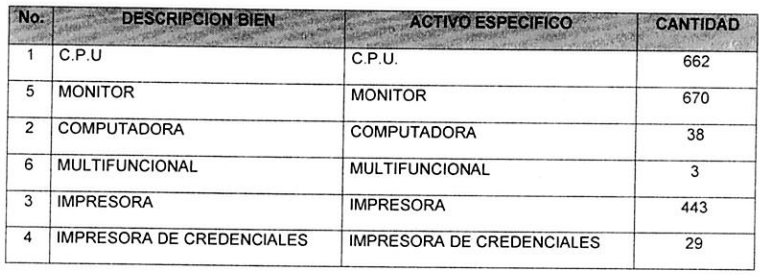 No. DESCRIPCION BIEN ACTIVO ESPECIFICO CANTIDAD
1 C.P.U C.P.U. 662
5 MONITOR MONITOR 670
2 COMPUTADORA COMPUTADORA 38
6 MULTIFUNCIONAL MULTIFUNCIONAL 3
3 IMPRESORA IMPRESORA 443
4 IMPRESORA DE CREDENCIALES IMPRESORA DE CREDENCIALES 29